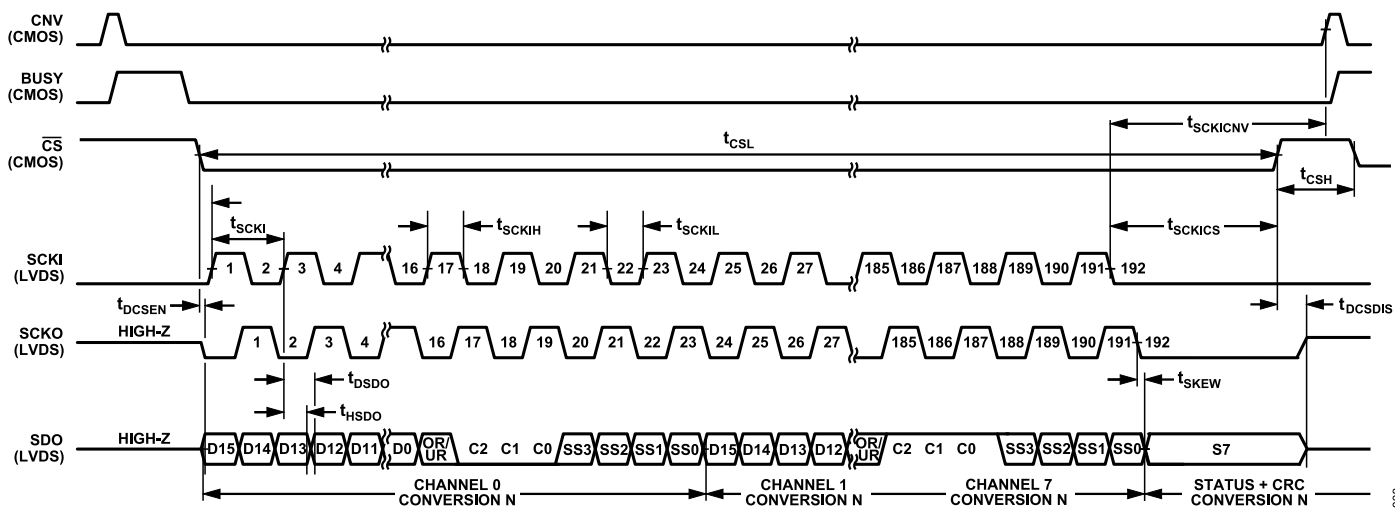 CNV
(CMOS)
BUSY
(CMOS)
tSCKICNV
CS
(CMOS)
tCSL
tCSH
tSCKI
tSCKIH
tSCKIL
tSCKICS
SCKI
(LVDS)
1 2 3 4 16 17 18 19 20 21 22 23 24 25 26 27 185 186 187 188 189 190 191 192
tDCSEN
tDCSDIS
SCKO
(LVDS)
HIGH-Z
1 2 3 4 16 17 18 19 20 21 22 23 24 25 26 27 185 186 187 188 189 190 191 192
tDSDO
tSKEW
tHSDO
SDO
(LVDS)
HIGH-Z
D15 D14 D13 D12 D11 D0 OR/UR C2 C1 C0 SS3 SS2 SS1 SS0 D15 D14 D13 D12 OR/UR C2 C1 C0 SS3 SS2 SS1 SS0 S7
CHANNEL 0
CONVERSION N
CHANNEL 1
CONVERSION N
CHANNEL 7
CONVERSION N
STATUS + CRC
CONVERSION N